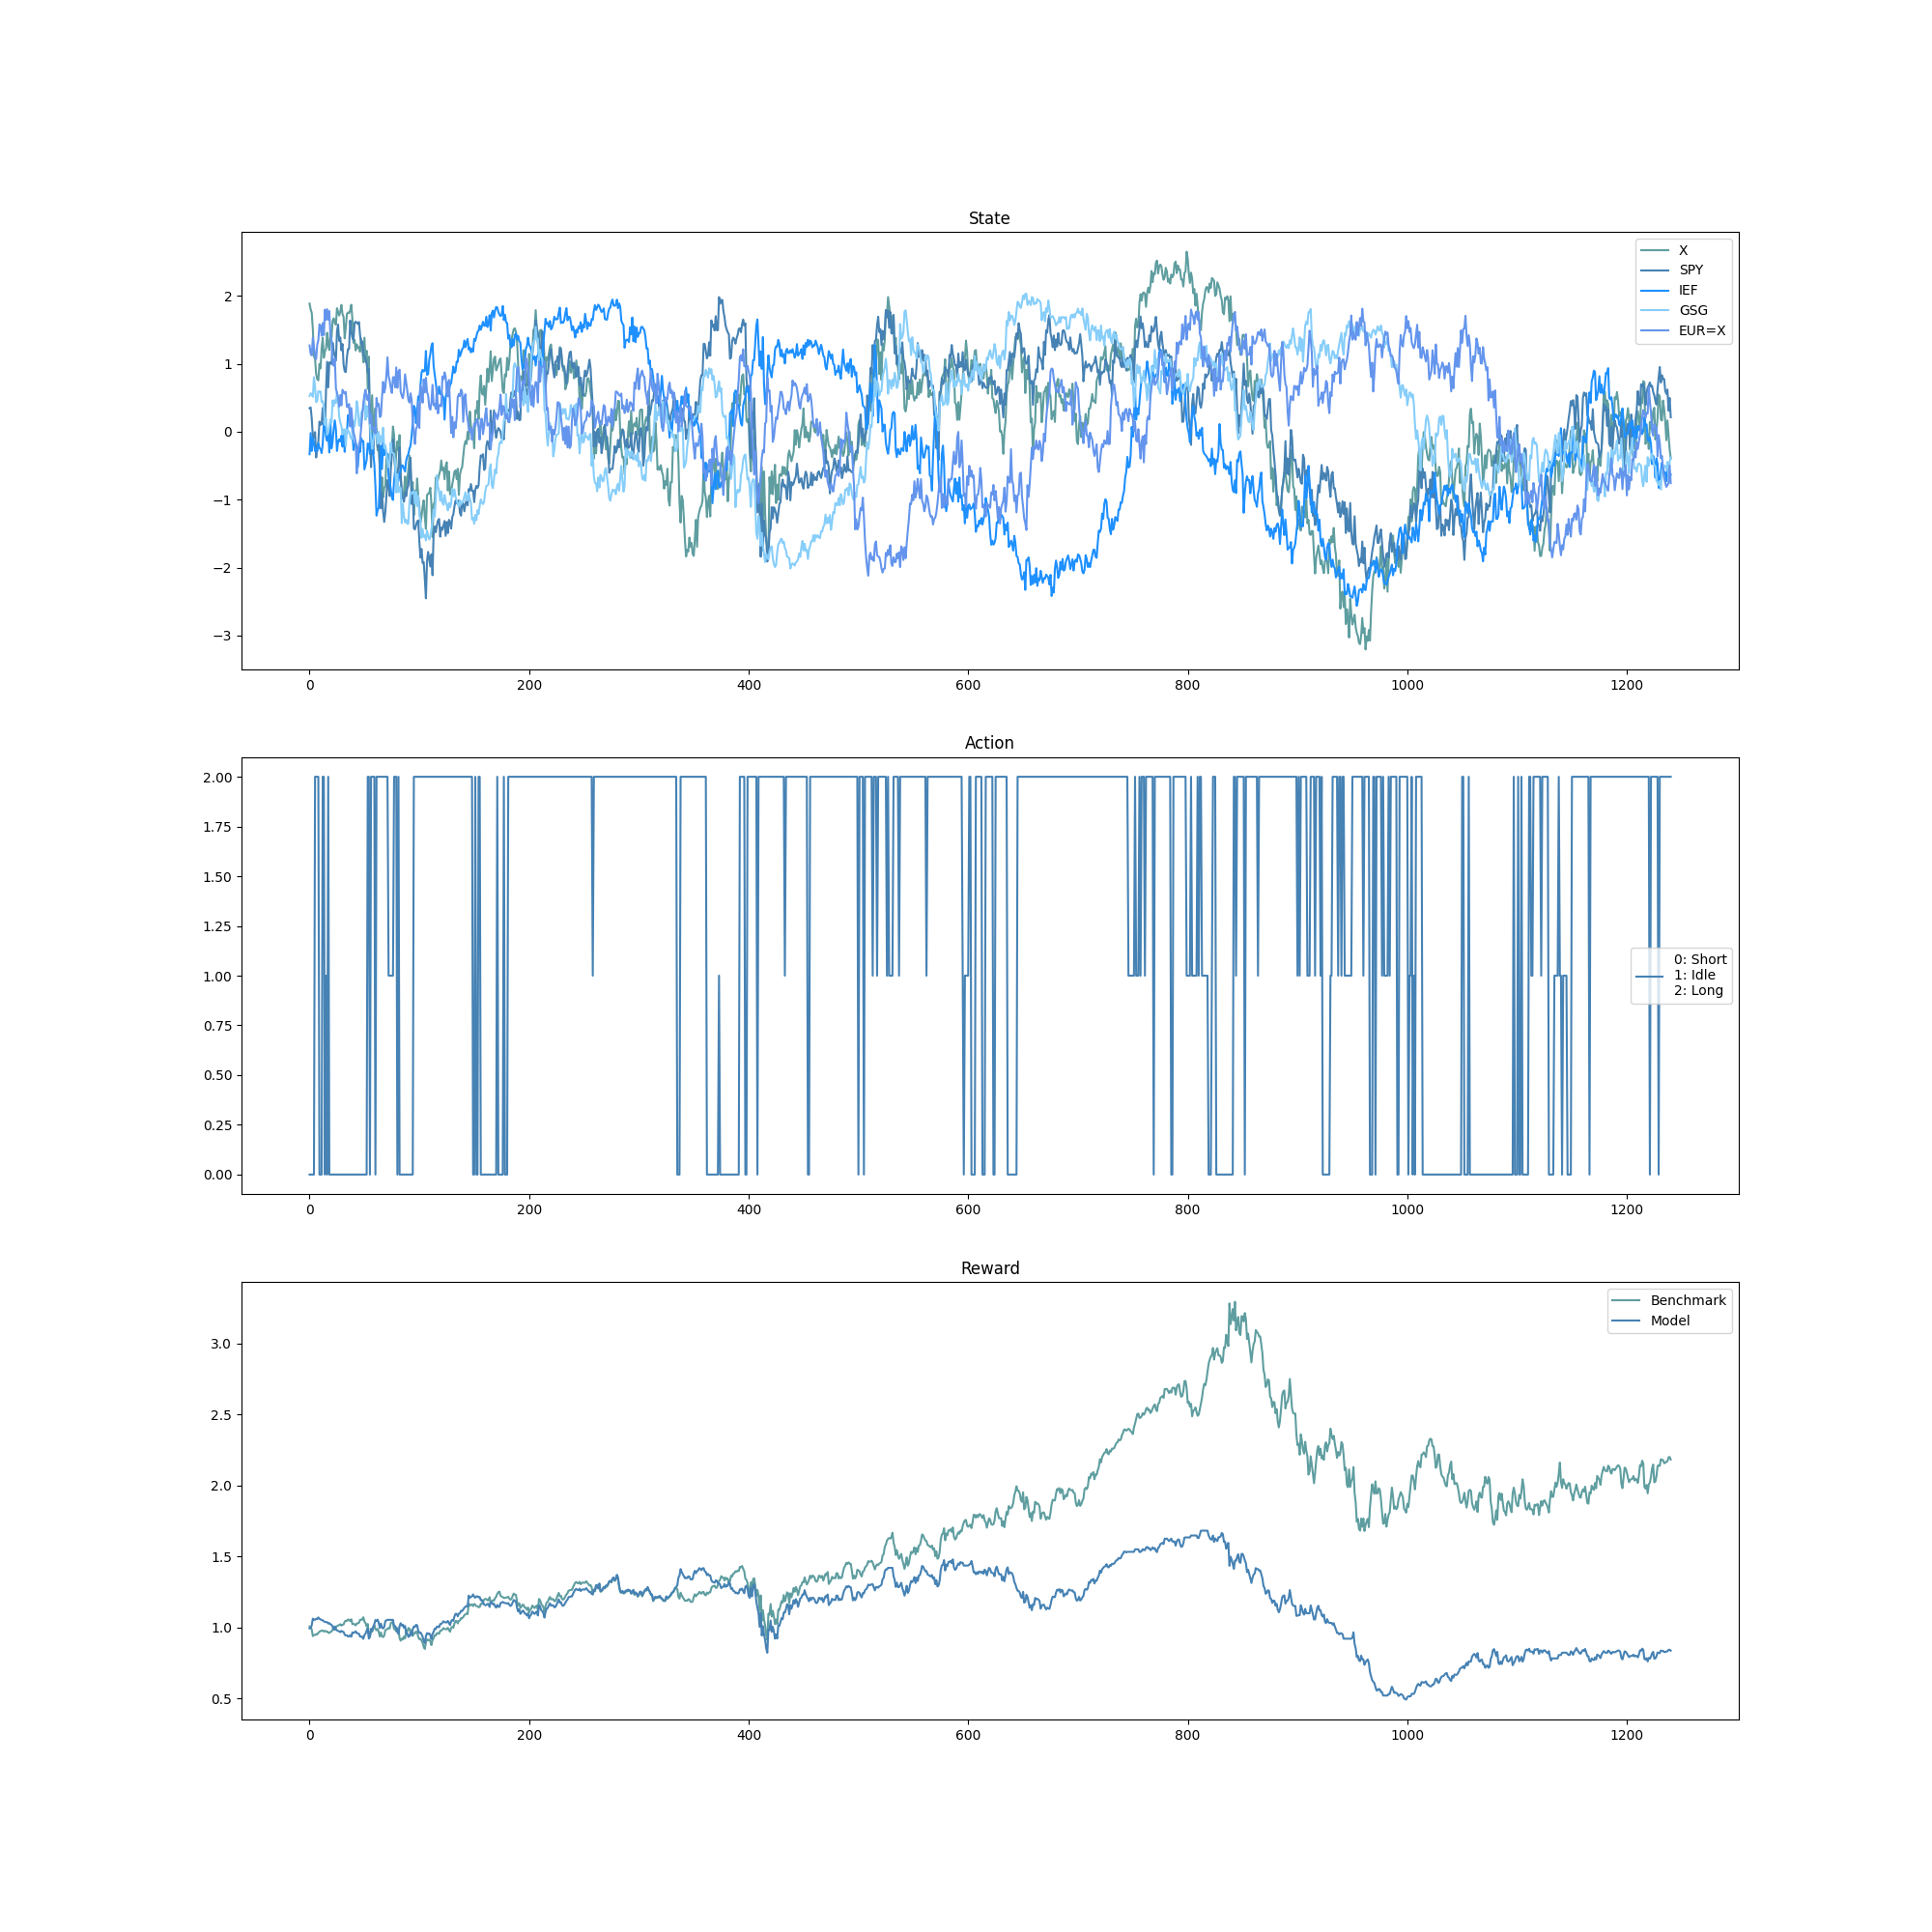 State
X
SPY
IEF
GSG
EUR=X
2
1
0
−1
−2
−3
0 200 400 600 800 1000 1200
Action
2.00
1.75
1.50
1.25
1.00
0.75
0.50
0.25
0.00
0: Short
1: Idle
2: Long
0 200 400 600 800 1000 1200
Reward
Benchmark
Model
3.0
2.5
2.0
1.5
1.0
0.5
0 200 400 600 800 1000 1200